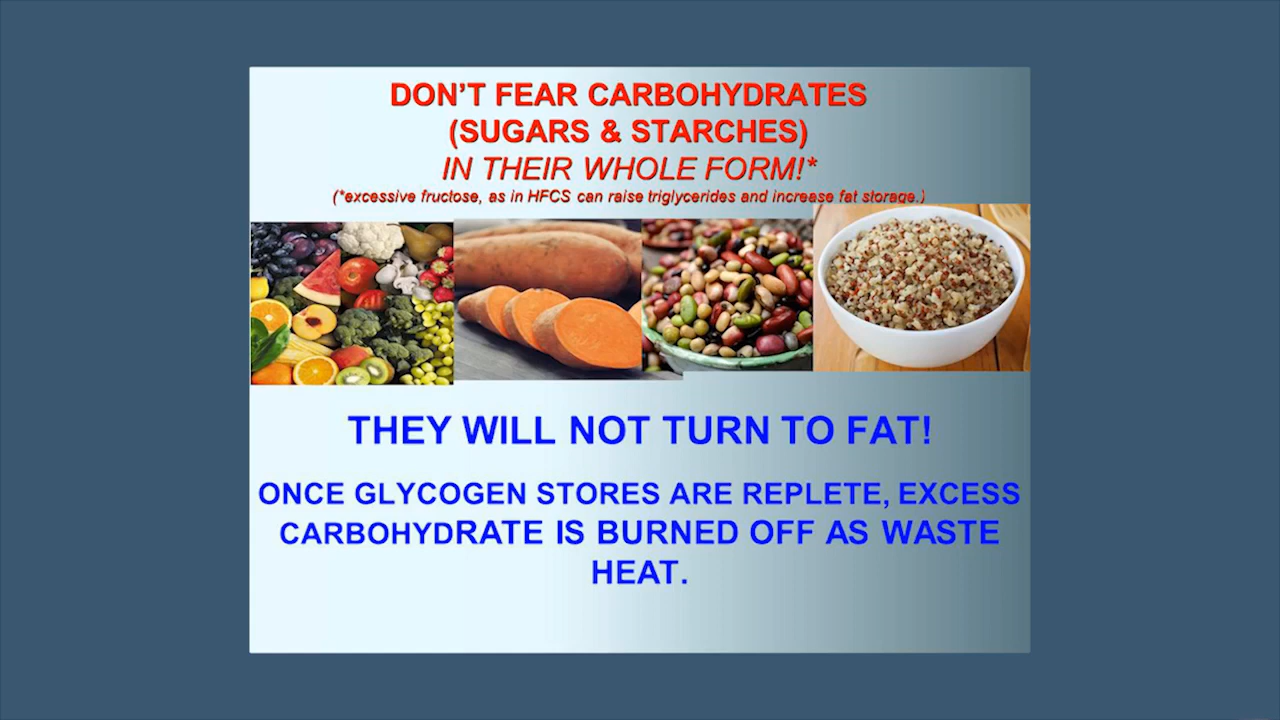 DON'T FEAR CARBOHYDRATES
(SUGARS & STARCHES)
IN THEIR WHOLE FORM!*
(*excessive fructose, as in HFCS can raise triglycerides and increase fat storage.)
THEY WILL NOT TURN TO FAT!
ONCE GLYCOGEN STORES ARE REPLETE, EXCESS
CARBOHYDRATE IS BURNED OFF AS WASTE
HEAT.